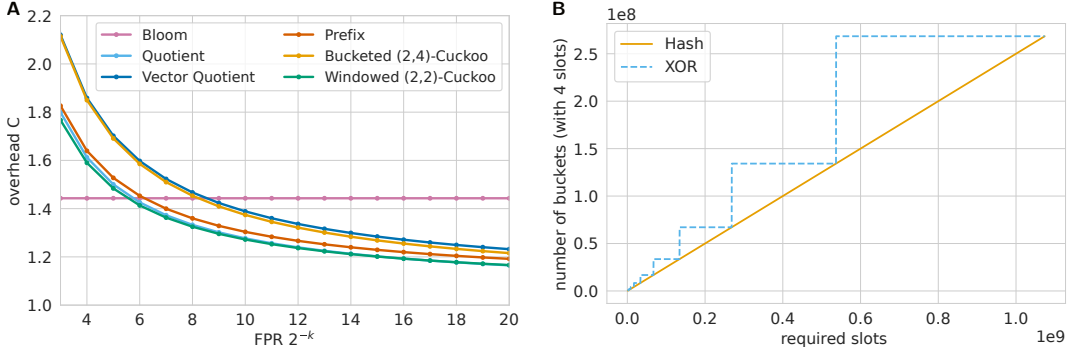 A
2.2
2.0
1.8
1.6
1.4
1.2
1.0
overhead C
Bloom
Quotient
Vector Quotient
Prefix
Bucketed (2,4)-Cuckoo
Windowed (2,2)-Cuckoo
4 6 8 10 12 14 16 18 20
FPR 2⁻ᵏ
B
1e8
2.5
2.0
1.5
1.0
0.5
0.0
number of buckets (with 4 slots)
Hash
XOR
0.0 0.2 0.4 0.6 0.8 1.0
required slots
1e9